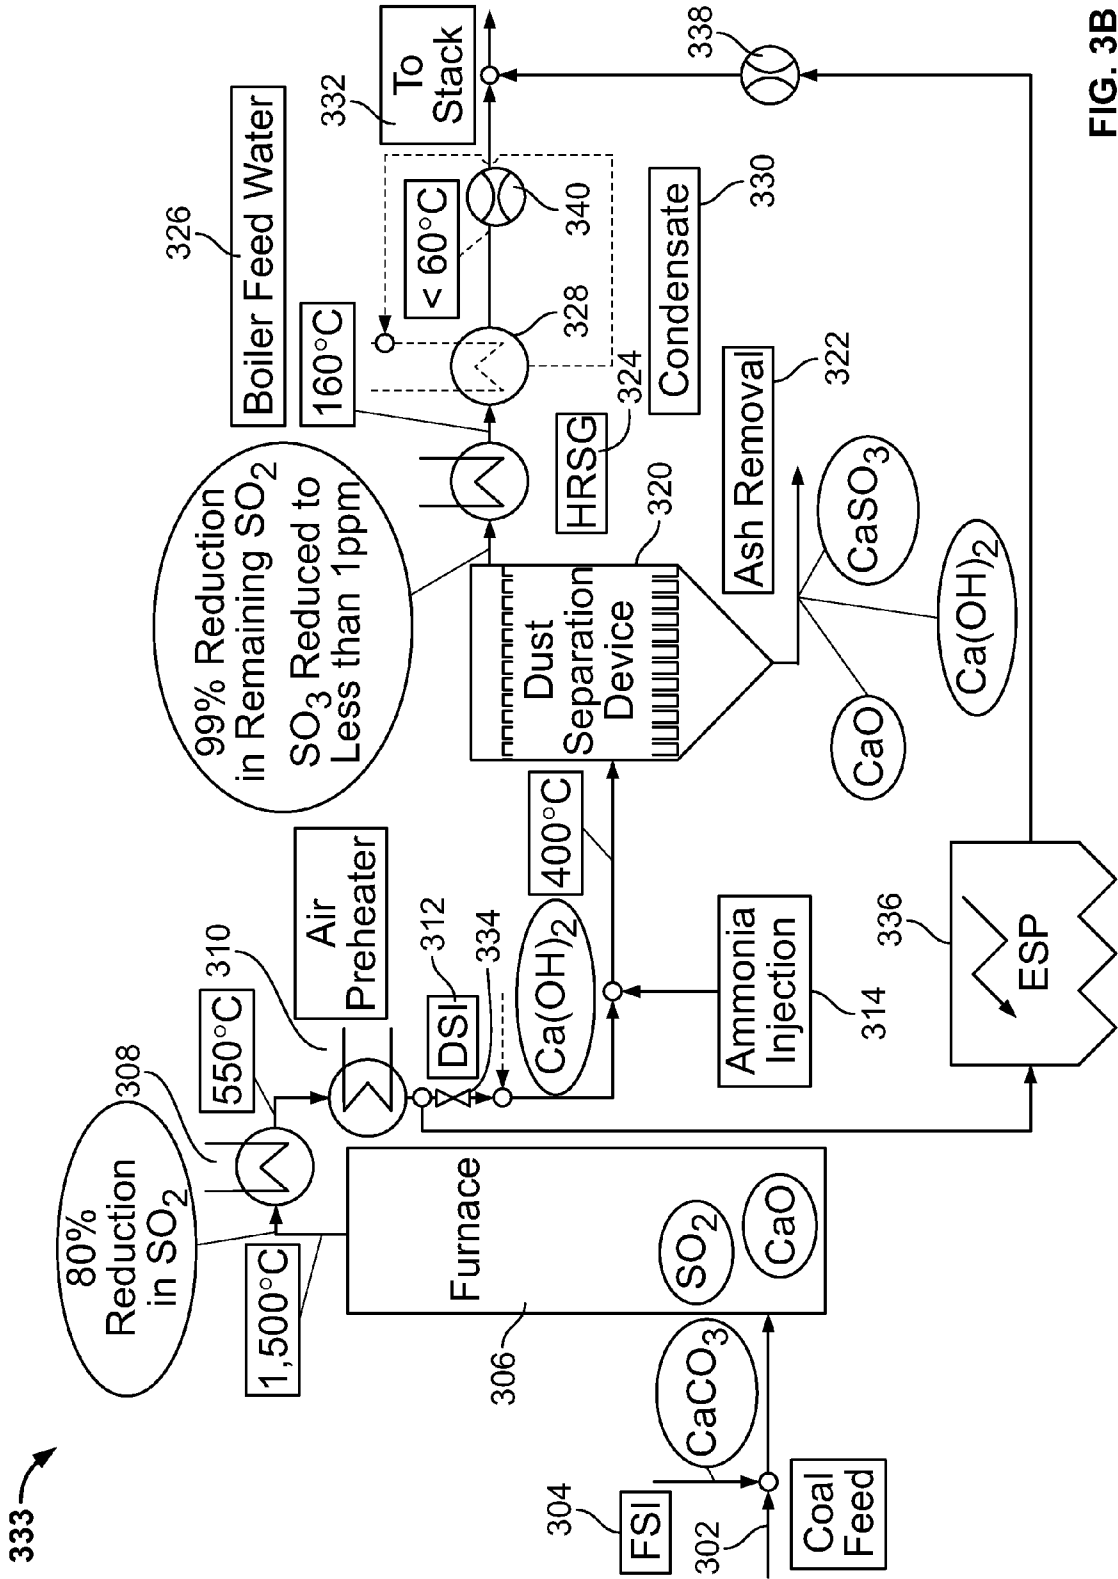 333
80%
Reduction
in SO2
1,500°C
308
550°C
310
Air
Preheater
99% Reduction
in Remaining SO2
SO3 Reduced to
Less than 1ppm
326
Boiler Feed Water
160°C
332
To
Stack
< 60°C
340
328
338
Condensate
330
HRSG
324
320
Dust
Separation
Device
Ash Removal
322
CaSO3
Ca(OH)2
CaO
400°C
Ca(OH)2
DSI
312
334
Ammonia
Injection
314
336
ESP
Furnace
306
SO2
CaO
CaCO3
304
FSI
302
Coal
Feed
FIG. 3B